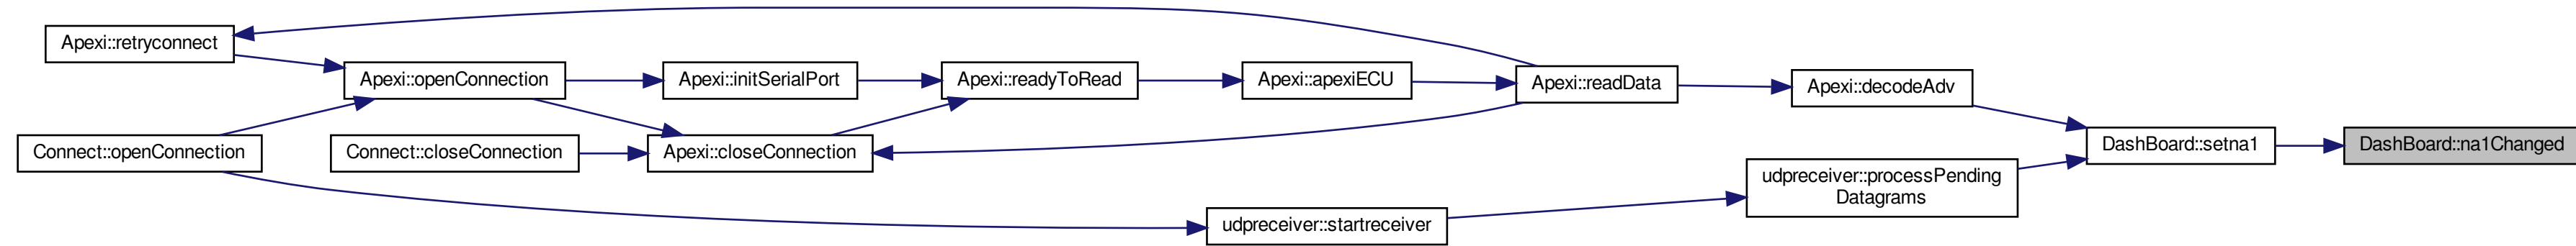 Apexi::retryconnect
Apexi::openConnection
Apexi::initSerialPort
Apexi::readyToRead
Apexi::apexiECU
Apexi::readData
Apexi::decodeAdv
Connect::openConnection
Connect::closeConnection
Apexi::closeConnection
DashBoard::setna1
DashBoard::na1Changed
udpreceiver::processPending
Datagrams
udpreceiver::startreceiver